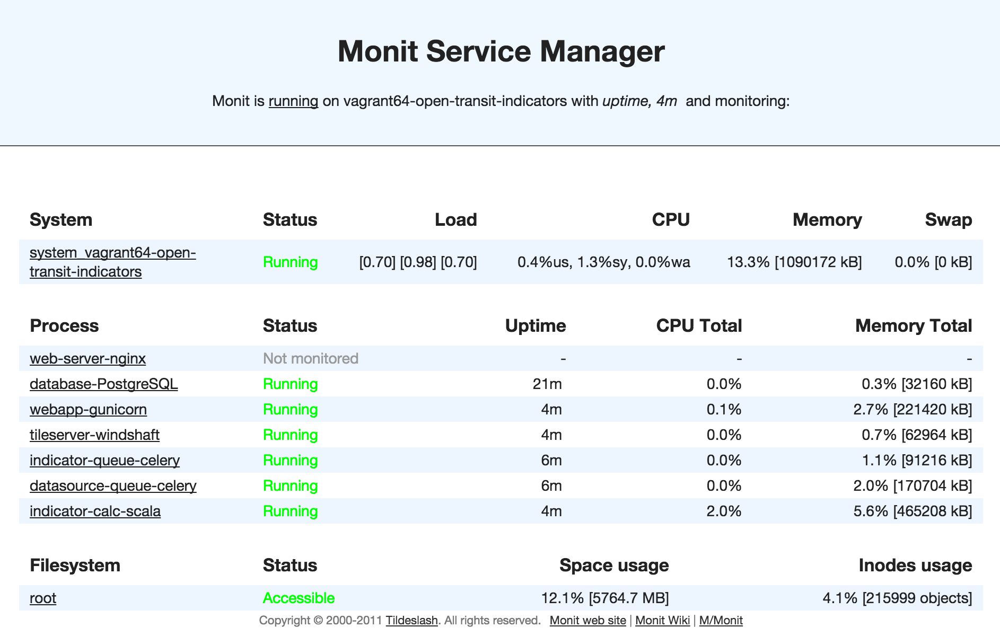 Monit Service Manager
Monit is running on vagrant64-open-transit-indicators with uptime, 4m and monitoring:
System Status Load CPU Memory Swap
system_vagrant64-open-
transit-indicators Running [0.70] [0.98] [0.70] 0.4%us, 1.3%sy, 0.0%wa 13.3% [1090172 kB] 0.0% [0 kB]
Process Status Uptime CPU Total Memory Total
web-server-nginx Not monitored - - -
database-PostgreSQL Running 21m 0.0% 0.3% [32160 kB]
webapp-gunicorn Running 4m 0.1% 2.7% [221420 kB]
tileserver-windshaft Running 4m 0.0% 0.7% [62964 kB]
indicator-queue-celery Running 6m 0.0% 1.1% [91216 kB]
datasource-queue-celery Running 6m 0.0% 2.0% [170704 kB]
indicator-calc-scala Running 4m 2.0% 5.6% [465208 kB]
Filesystem Status Space usage Inodes usage
root Accessible 12.1% [5764.7 MB] 4.1% [215999 objects]
Copyright © 2000-2011 Tildeslash. All rights reserved. Monit web site | Monit Wiki | M/Monit